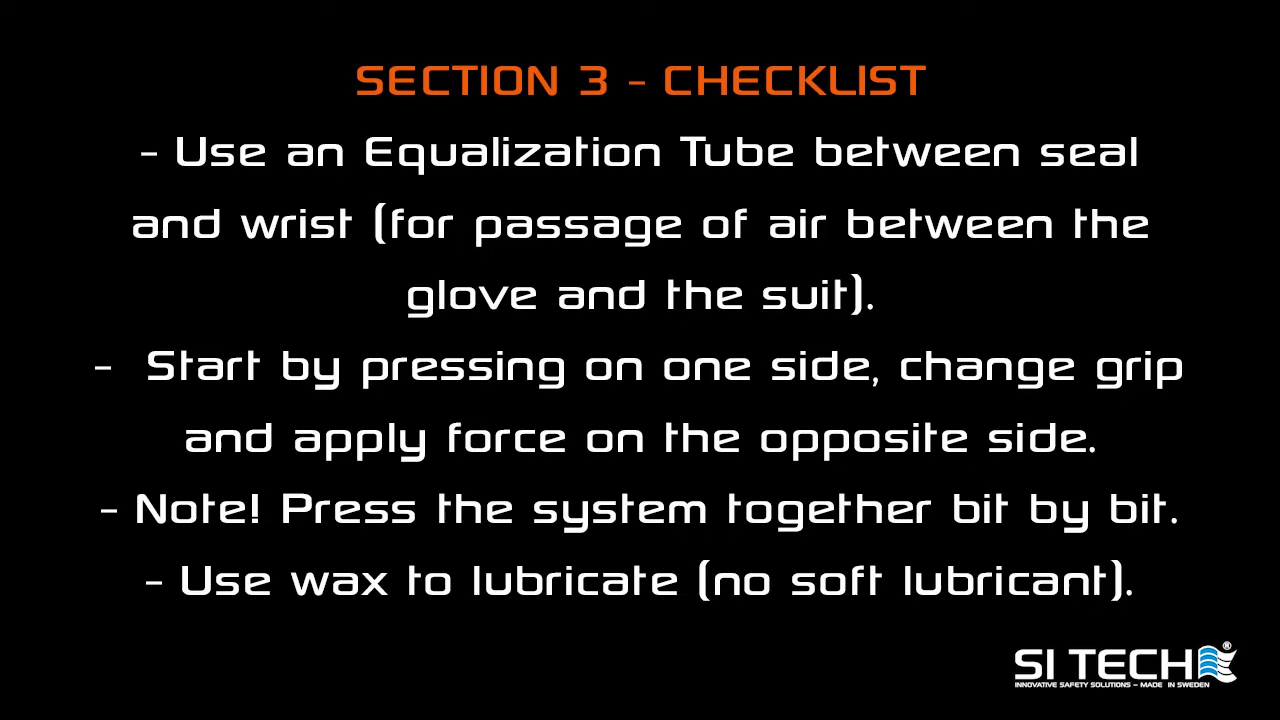 SECTION 3 - CHECKLIST
- Use an Equalization Tube between seal
and wrist (for passage of air between the
glove and the suit).
- Start by pressing on one side, change grip
and apply force on the opposite side.
- Note! Press the system together bit by bit.
- Use wax to lubricate (no soft lubricant).
SI TECH®
INNOVATIVE SAFETY SOLUTIONS – MADE IN SWEDEN